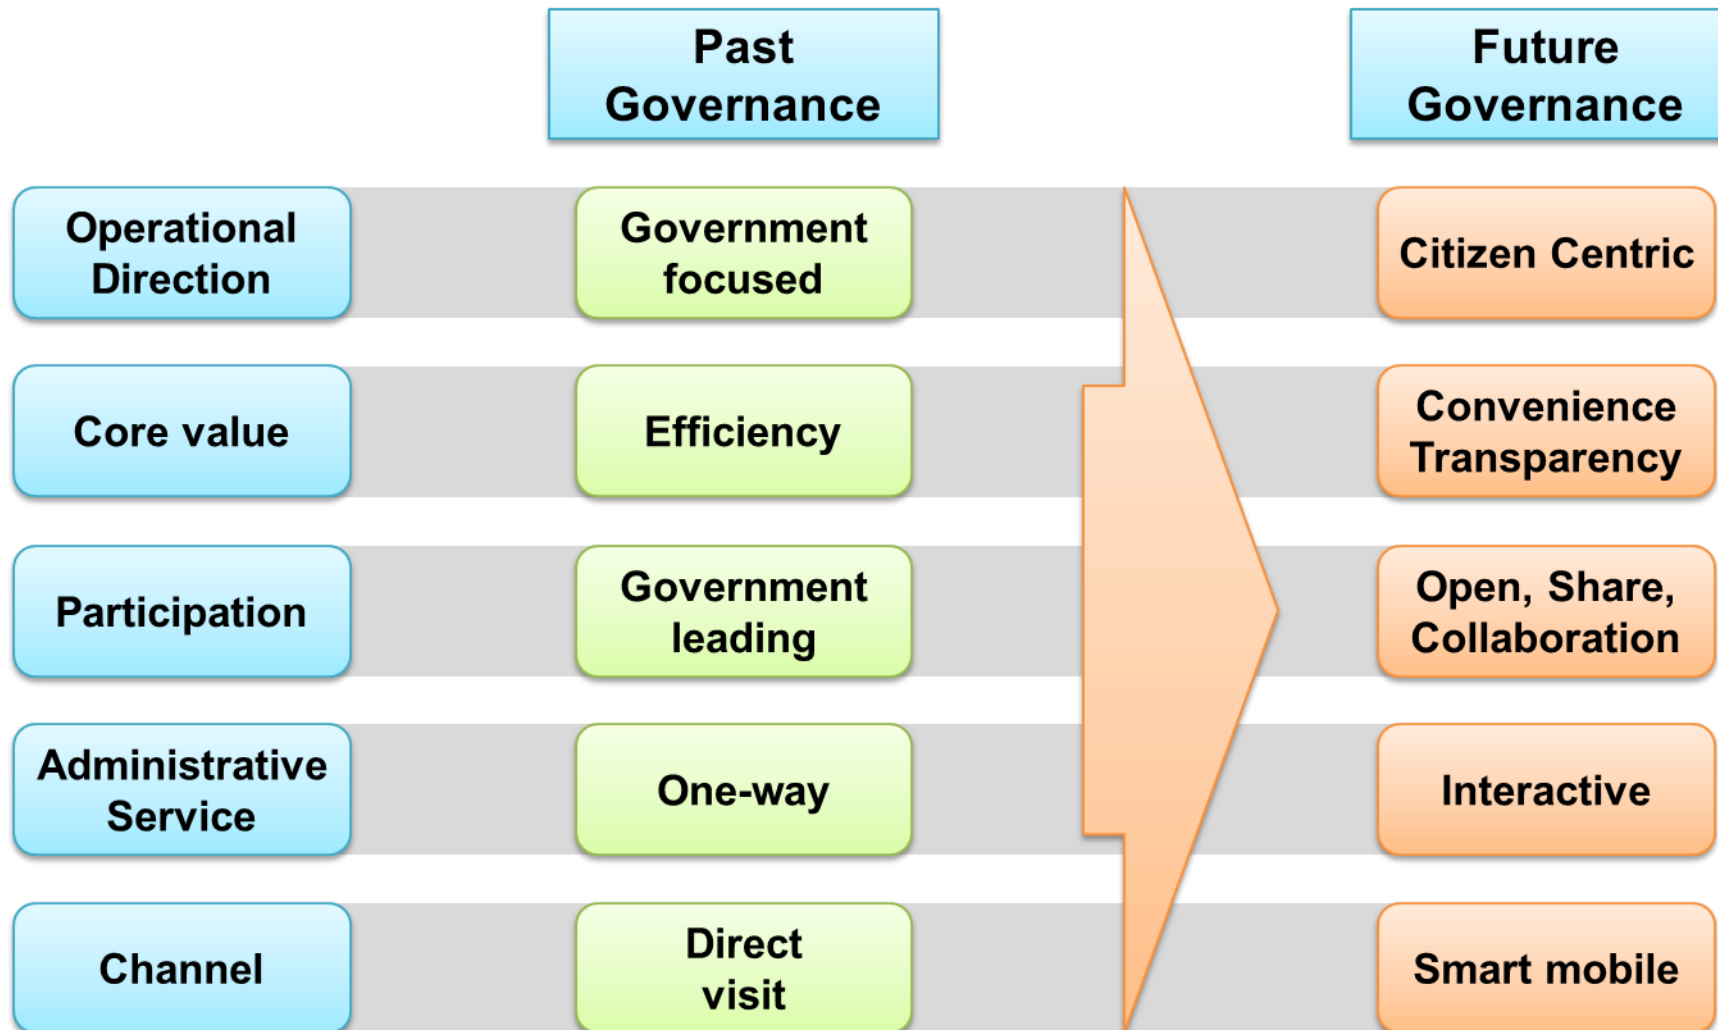 Past
Governance
Future
Governance
Operational
Direction
Government
focused
Citizen Centric
Core value
Efficiency
Convenience
Transparency
Participation
Government
leading
Open, Share,
Collaboration
Administrative
Service
One-way
Interactive
Channel
Direct
visit
Smart mobile